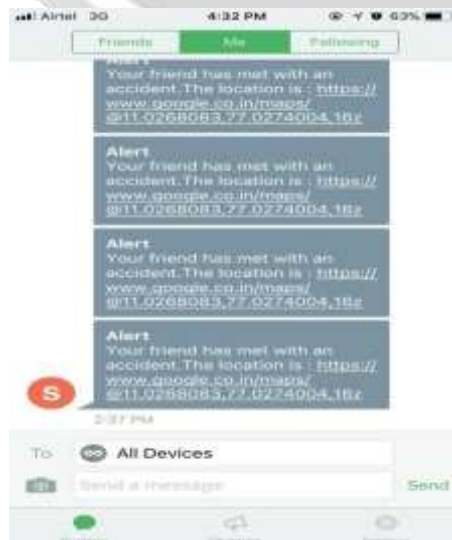 Airtel 3G 4:32 PM 63%
Friends Me Following
Alert
Your friend has met with an
accident.The location is : https://
www.google.co.in/maps/
@11.0268083,77.0274004,16z
Alert
Your friend has met with an
accident.The location is : https://
www.google.co.in/maps/
@11.0268083,77.0274004,16z
Alert
Your friend has met with an
accident.The location is : https://
www.google.co.in/maps/
@11.0268083,77.0274004,16z
Alert
Your friend has met with an
accident.The location is : https://
www.google.co.in/maps/
@11.0268083,77.0274004,16z
S
2:37 PM
To All Devices
Send a message Send